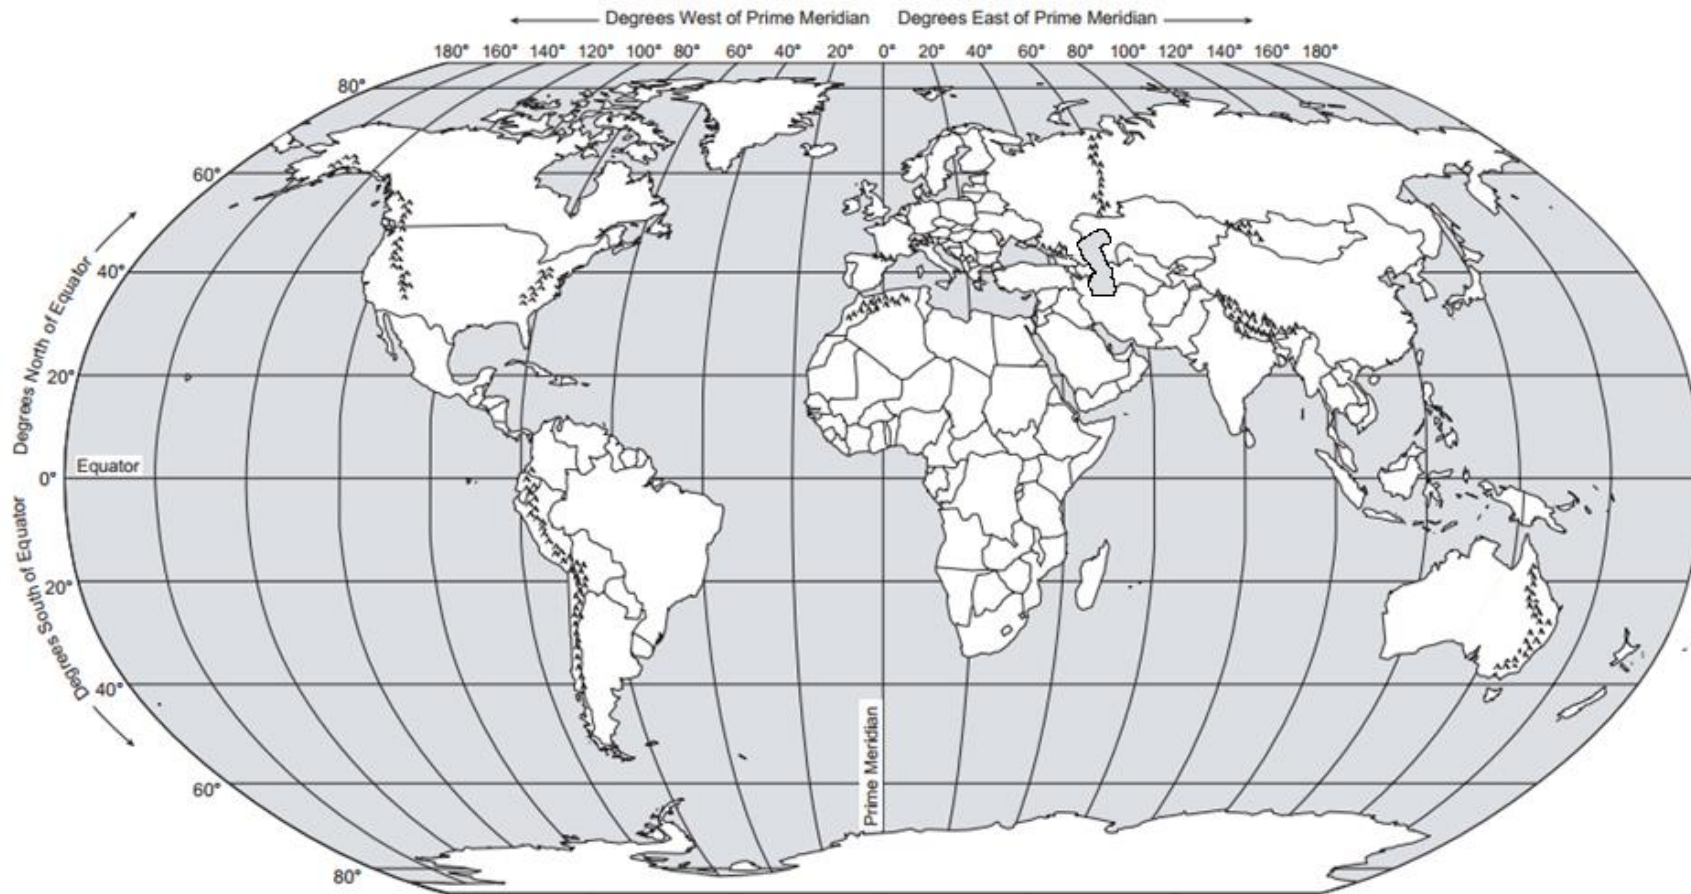 Degrees West of Prime Meridian Degrees East of Prime Meridian
180° 160° 140° 120° 100° 80° 60° 40° 20° 0° 20° 40° 60° 80° 100° 120° 140° 160° 180°
80°
60°
Degrees North of Equator
40°
20°
Equator
0°
Degrees South of Equator
20°
40°
Prime Meridian
60°
80°